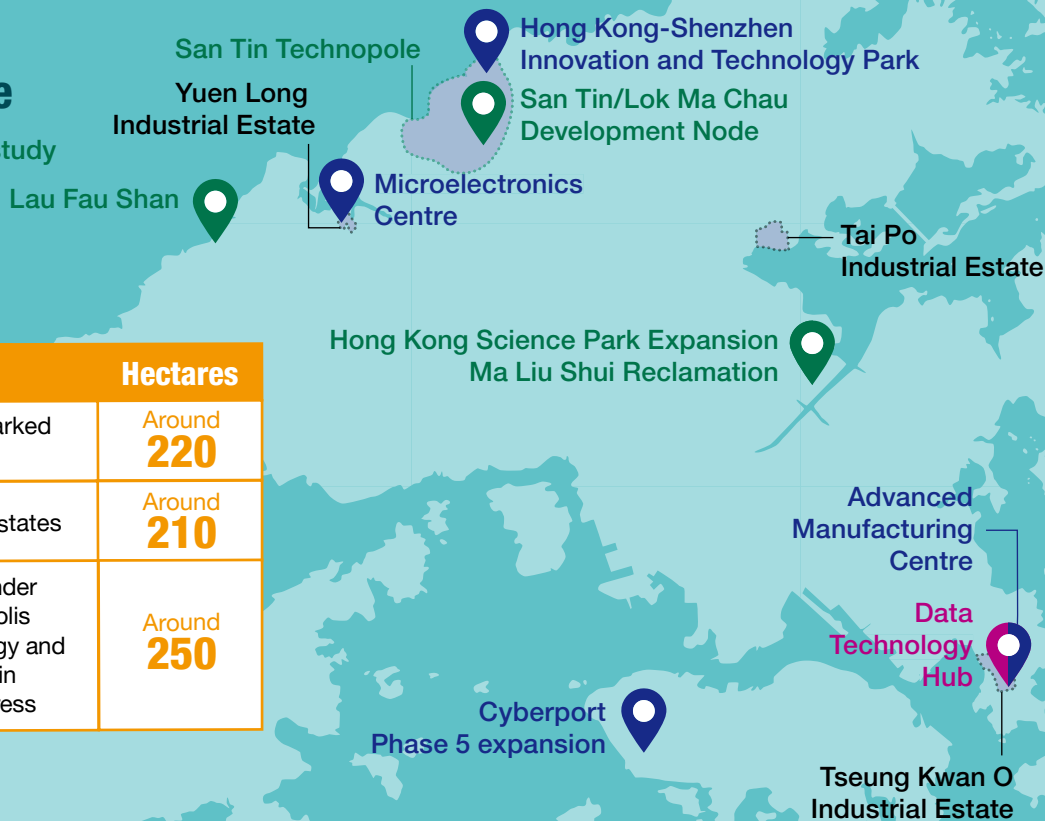 e
study
San Tin Technopole
Yuen Long
Industrial Estate
Hong Kong-Shenzhen
Innovation and Technology Park
San Tin/Lok Ma Chau
Development Node
Lau Fau Shan
Microelectronics
Centre
Tai Po
Industrial Estate
Hong Kong Science Park Expansion
Ma Liu Shui Reclamation
Hectares
arked
Around
220
states
Around
210
nder
olis
gy and
in
ress
Around
250
Advanced
Manufacturing
Centre
Data
Technology
Hub
Cyberport
Phase 5 expansion
Tseung Kwan O
Industrial Estate